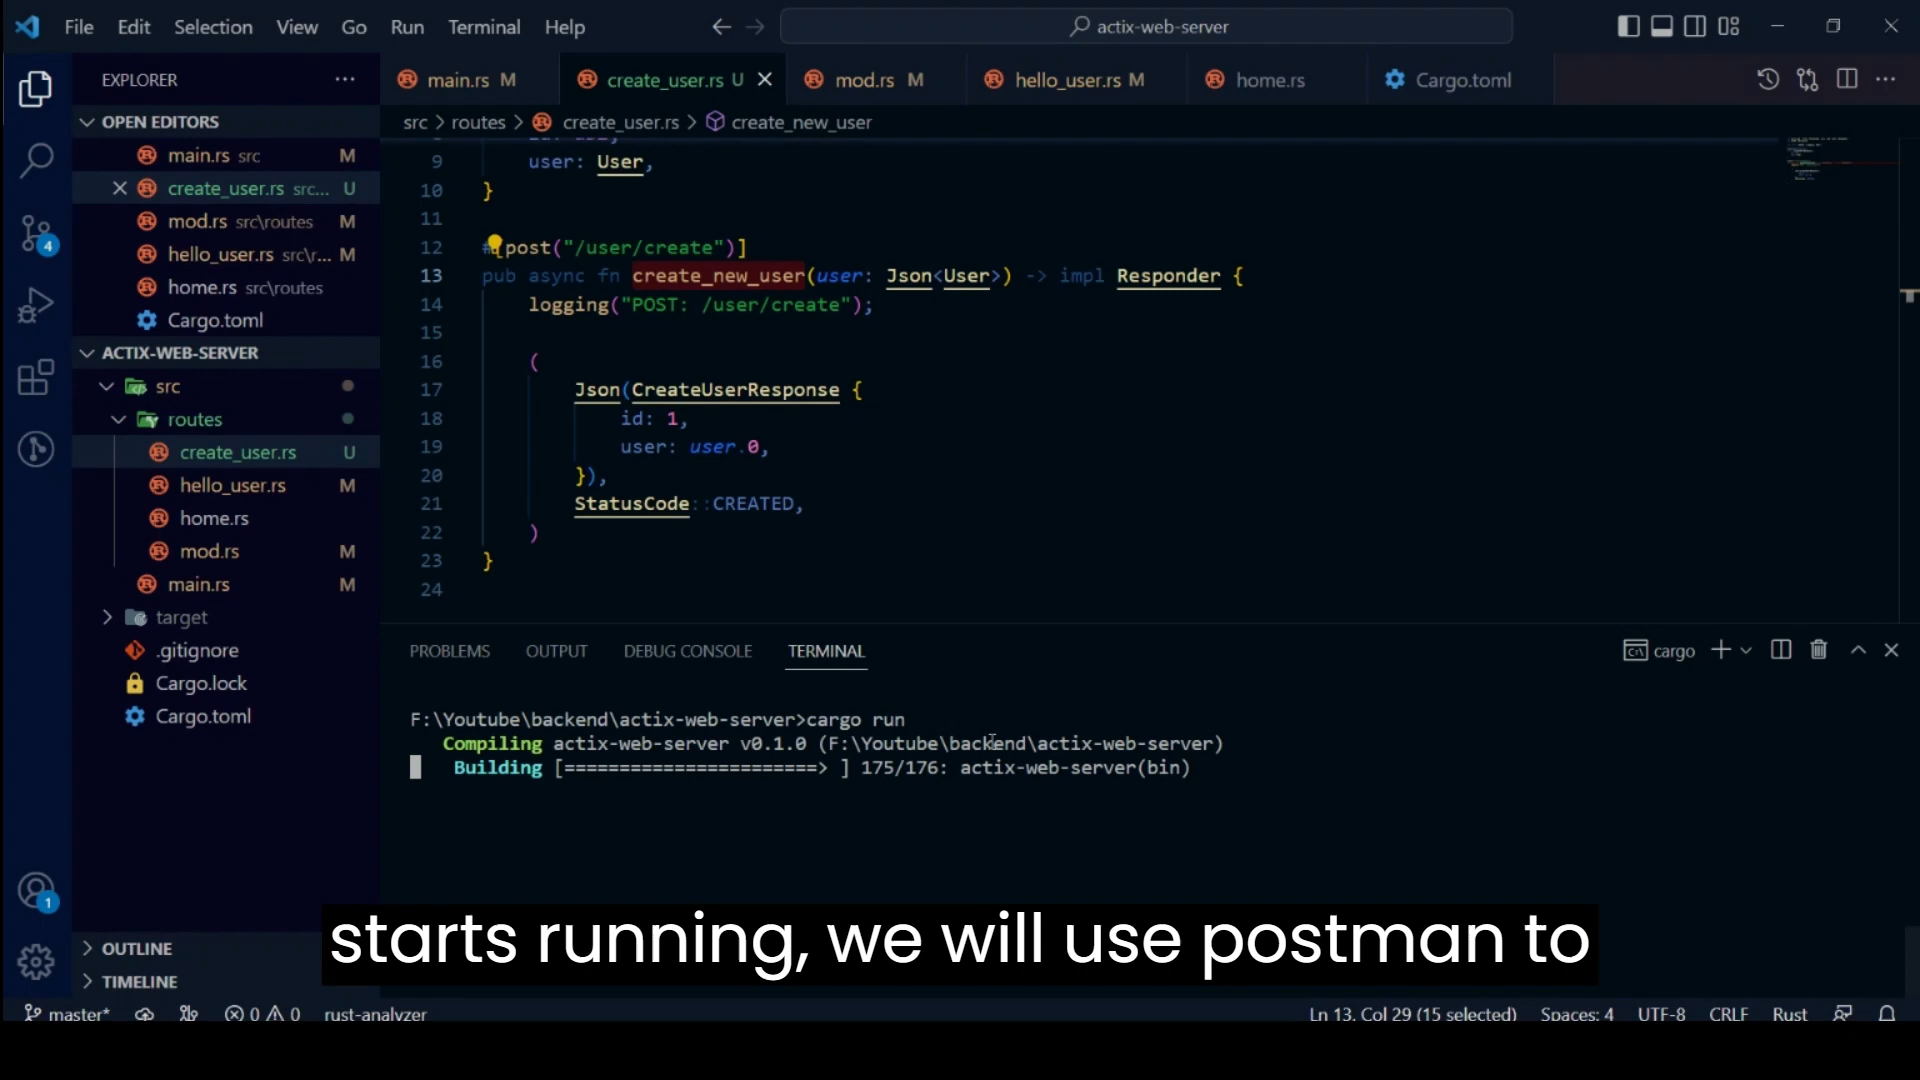 File Edit Selection View Go Run Terminal Help
actix-web-server
EXPLORER
main.rs M
create_user.rs U
mod.rs M
hello_user.rs M
home.rs
Cargo.toml
OPEN EDITORS
main.rs src M
create_user.rs src... U
mod.rs src\routes M
hello_user.rs src\r... M
home.rs src\routes
Cargo.toml
ACTIX-WEB-SERVER
src
routes
create_user.rs U
hello_user.rs M
home.rs
mod.rs M
main.rs M
target
.gitignore
Cargo.lock
Cargo.toml
OUTLINE
TIMELINE
4
1
src > routes > create_user.rs > create_new_user
9 user: User,
10 }
11
12 #[post("/user/create")]
13 pub async fn create_new_user(user: Json<User>) -> impl Responder {
14 logging("POST: /user/create");
15
16 (
17 Json(CreateUserResponse {
18 id: 1,
19 user: user.0,
20 }),
21 StatusCode::CREATED,
22 )
23 }
24
PROBLEMS OUTPUT DEBUG CONSOLE TERMINAL
cargo
F:\Youtube\backend\actix-web-server>cargo run
Compiling actix-web-server v0.1.0 (F:\Youtube\backend\actix-web-server)
Building [=======================> ] 175/176: actix-web-server(bin)
starts running, we will use postman to
master* 0 0 rust-analyzer
Ln 13, Col 29 (15 selected) Spaces: 4 UTF-8 CRLF Rust